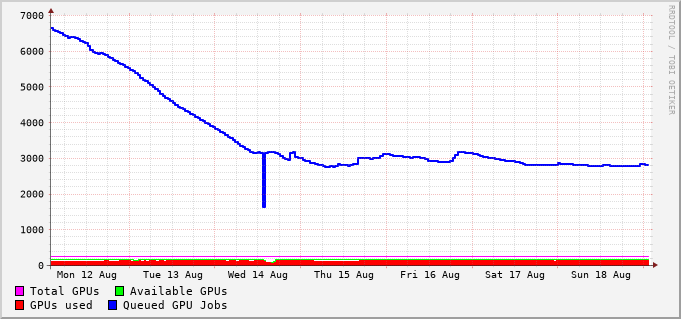 7000
6000
5000
4000
3000
2000
1000
0
Mon 12 Aug Tue 13 Aug Wed 14 Aug Thu 15 Aug Fri 16 Aug Sat 17 Aug Sun 18 Aug
Total GPUs Available GPUs
GPUs used Queued GPU Jobs
RRDTOOL / TOBI OETIKER